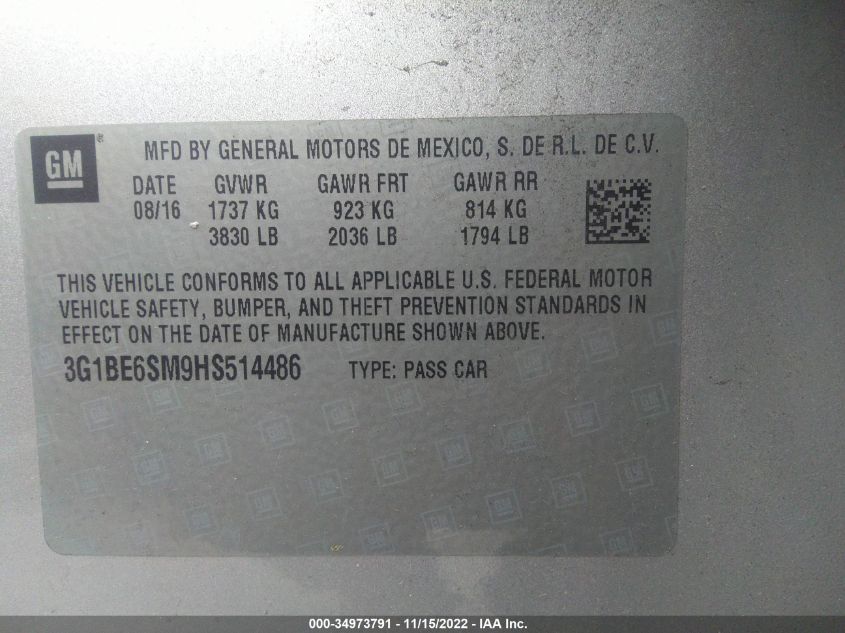 GM® MFD BY GENERAL MOTORS DE MEXICO, S. DE R.L. DE C.V.
DATE GVWR GAWR FRT GAWR RR
08/16 1737 KG 923 KG 814 KG
3830 LB 2036 LB 1794 LB
THIS VEHICLE CONFORMS TO ALL APPLICABLE U.S. FEDERAL MOTOR
VEHICLE SAFETY, BUMPER, AND THEFT PREVENTION STANDARDS IN
EFFECT ON THE DATE OF MANUFACTURE SHOWN ABOVE.
3G1BE6SM9HS514486 TYPE: PASS CAR
000-34973791 - 11/15/2022 - IAA Inc.